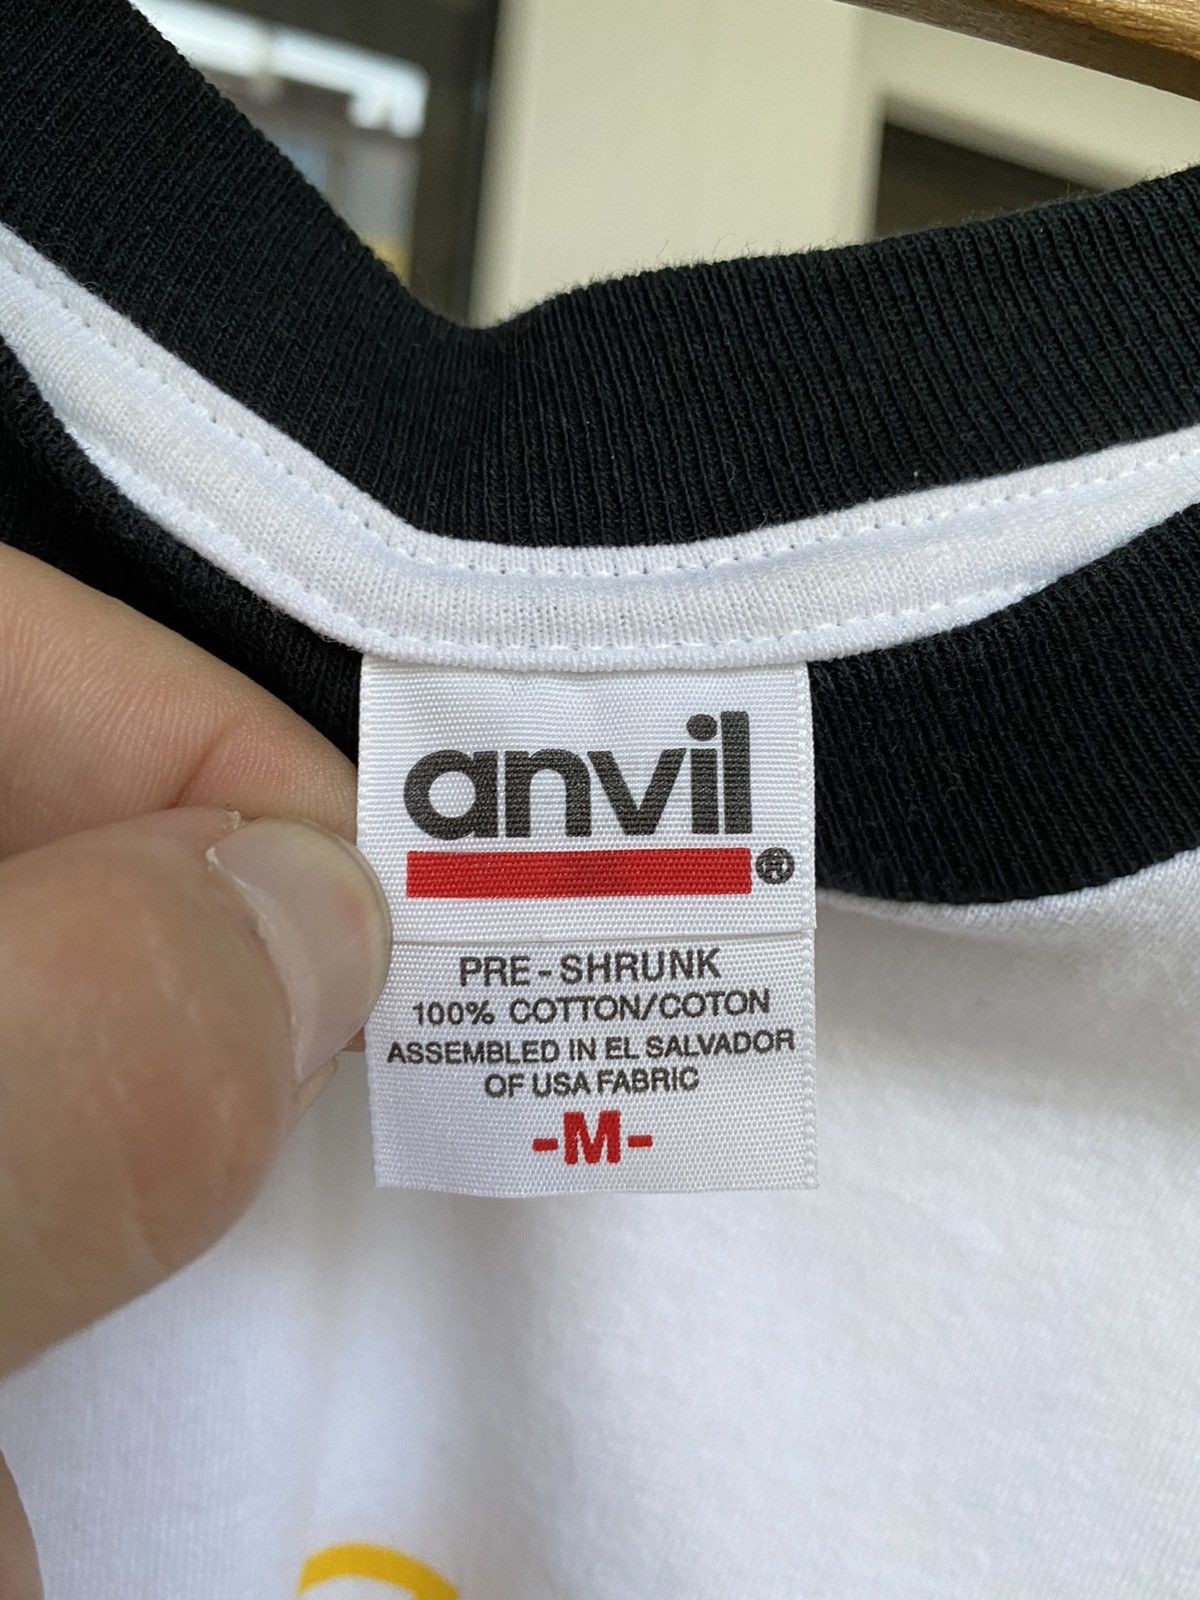 anvil®
PRE-SHRUNK
100% COTTON/COTON
ASSEMBLED IN EL SALVADOR
OF USA FABRIC
-M-